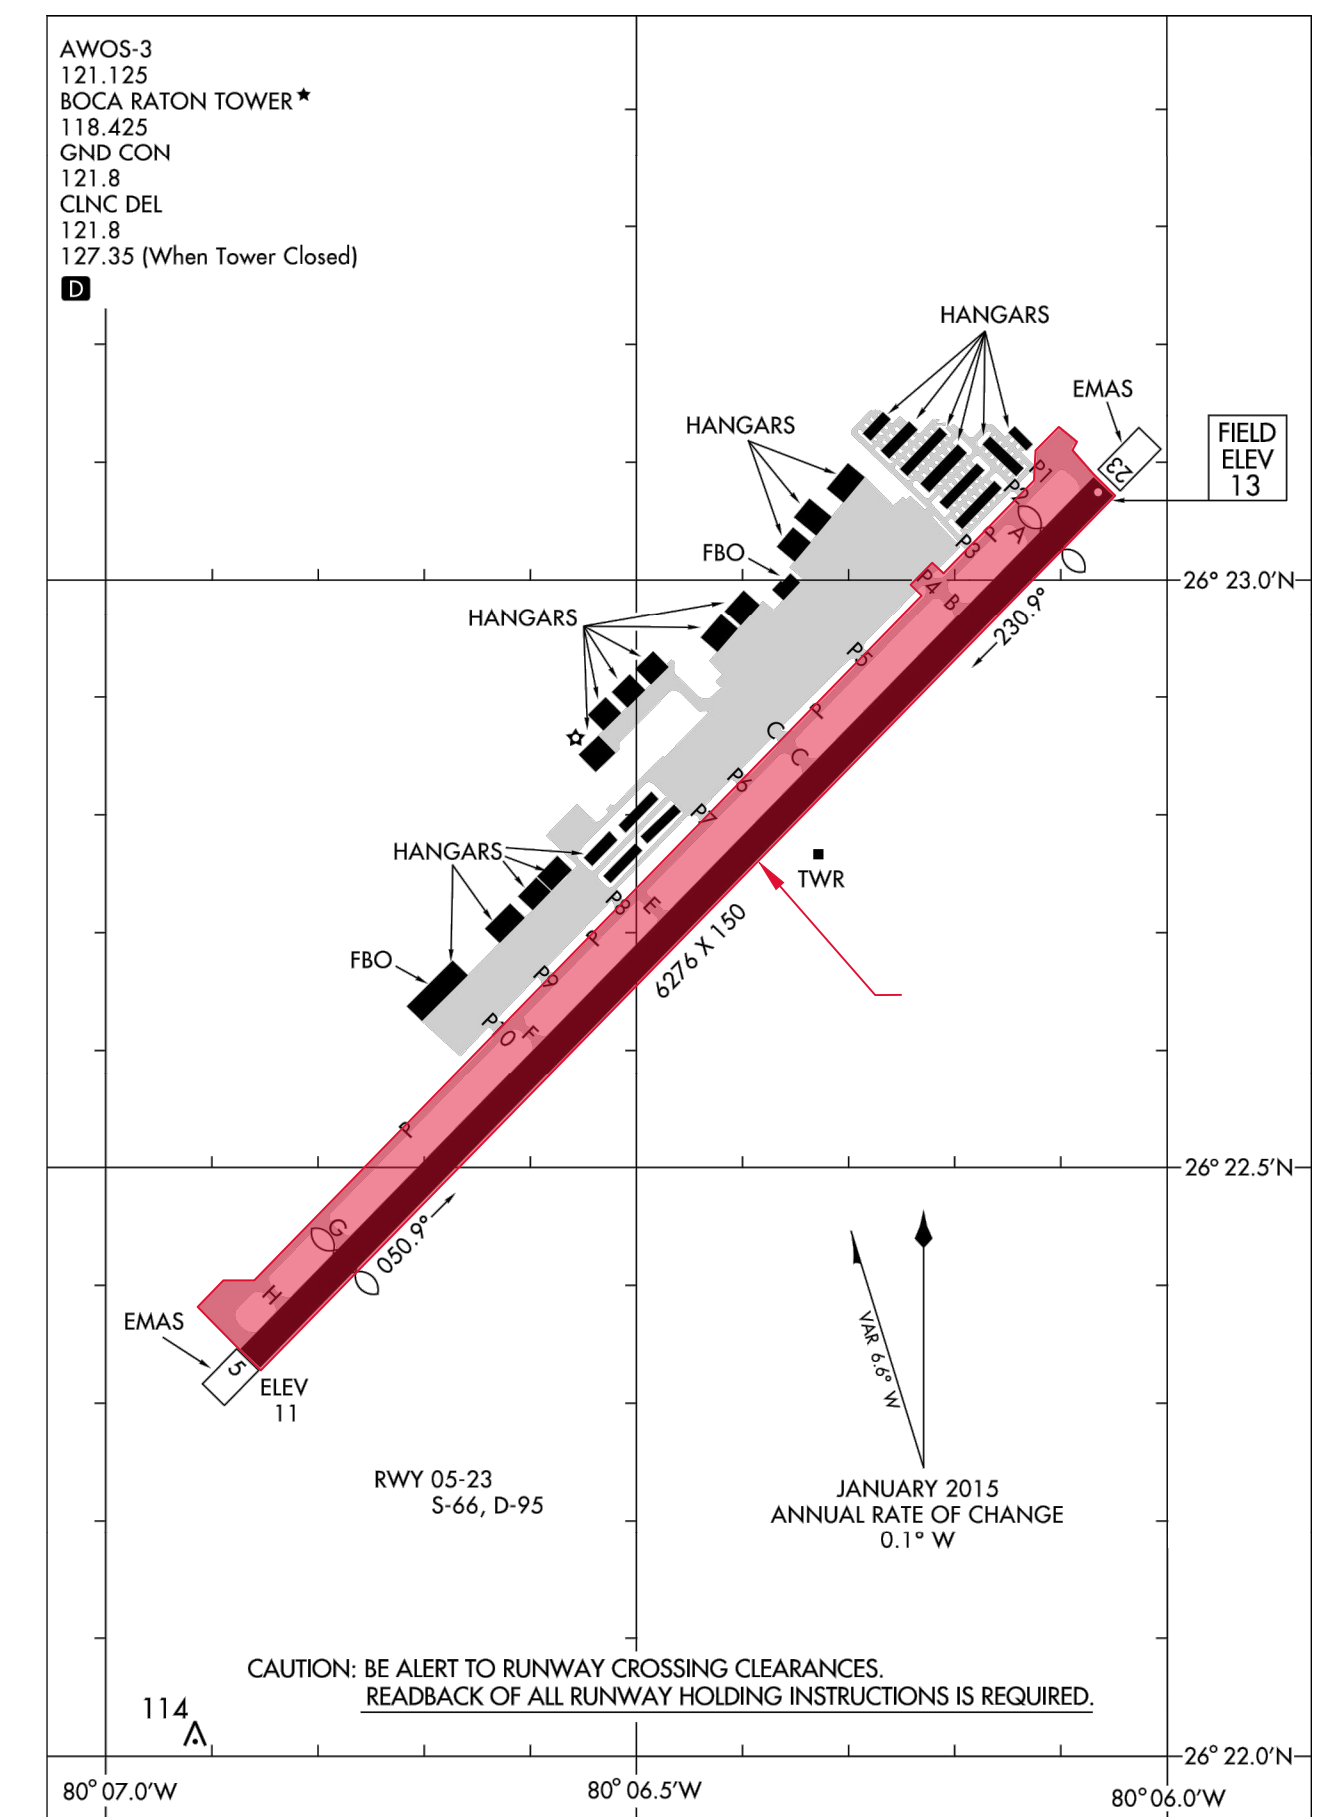 AWOS-3
121.125
BOCA RATON TOWER★
118.425
GND CON
121.8
CLNC DEL
121.8
127.35 (When Tower Closed)
D
HANGARS
EMAS
HANGARS
FIELD
ELEV
13
23
P1
P2
A
P
P3
FBO
P4
B
26° 23.0'N
230.9°
HANGARS
P5
P
C
C
P6
P7
TWR
HANGARS
P8
E
P
6276 X 150
FBO
P9
P10
F
P
26° 22.5'N
G
050.9°
H
EMAS
5
ELEV
11
VAR 6.6° W
RWY 05-23
S-66, D-95
JANUARY 2015
ANNUAL RATE OF CHANGE
0.1° W
CAUTION: BE ALERT TO RUNWAY CROSSING CLEARANCES.
READBACK OF ALL RUNWAY HOLDING INSTRUCTIONS IS REQUIRED.
114
26° 22.0'N
80° 07.0'W
80° 06.5'W
80° 06.0'W